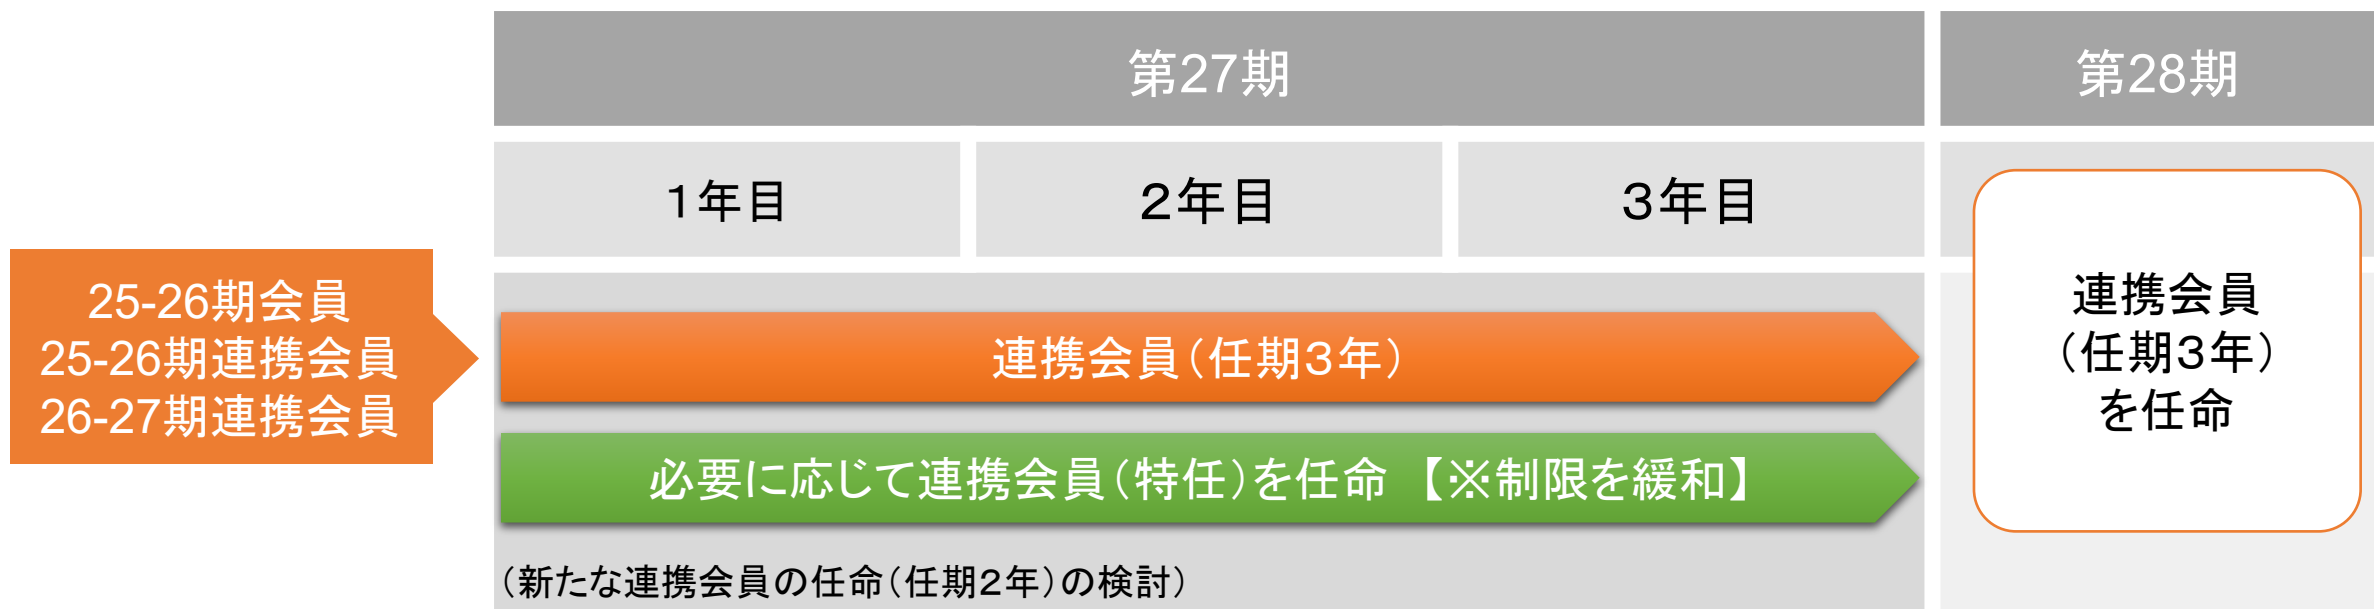 第27期
第28期
１年目
２年目
３年目
25-26期会員
25-26期連携会員
26-27期連携会員
連携会員（任期３年）
必要に応じて連携会員（特任）を任命　【※制限を緩和】
（新たな連携会員の任命（任期２年）の検討）
連携会員
（任期３年）
を任命